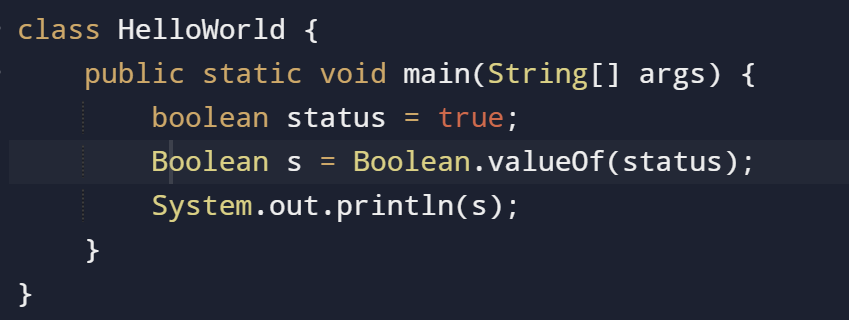 class HelloWorld {
    public static void main(String[] args) {
        boolean status = true;
        Boolean s = Boolean.valueOf(status);
        System.out.println(s);
    }
}